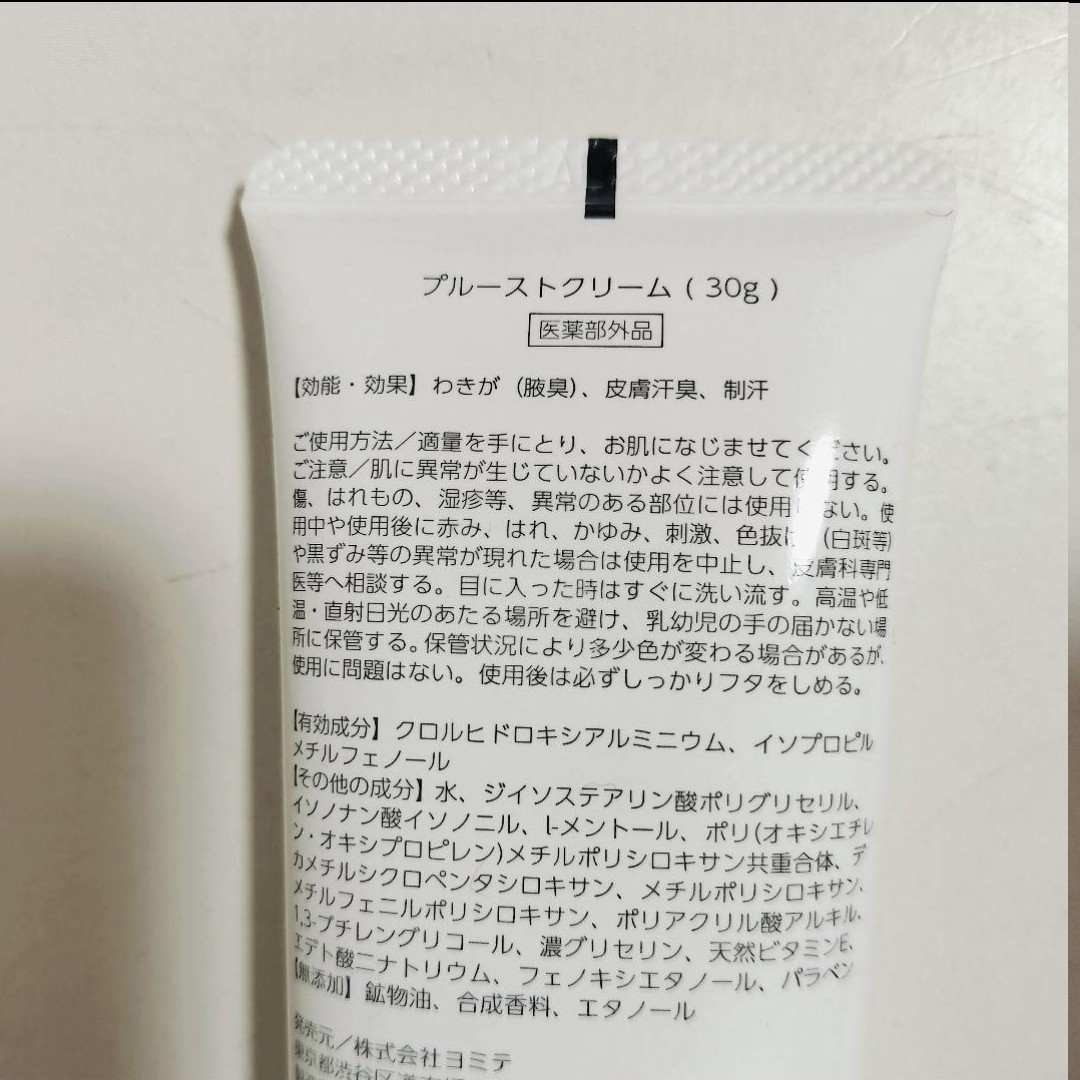 プルーストクリーム ( 30g )
医薬部外品
【効能・効果】わきが（腋臭）、皮膚汗臭、制汗
ご使用方法／適量を手にとり、お肌になじませてください。
ご注意／肌に異常が生じていないかよく注意して使用する。
傷、はれもの、湿疹等、異常のある部位には使用しない。使
用中や使用後に赤み、はれ、かゆみ、刺激、色抜け（白斑等）
や黒ずみ等の異常が現れた場合は使用を中止し、皮膚科専門
医等へ相談する。目に入った時はすぐに洗い流す。高温や低
温・直射日光のあたる場所を避け、乳幼児の手の届かない場
所に保管する。保管状況により多少色が変わる場合があるが、
使用に問題はない。使用後は必ずしっかりフタをしめる。
【有効成分】クロルヒドロキシアルミニウム、イソプロピル
メチルフェノール
【その他の成分】水、ジイソステアリン酸ポリグリセリル、
イソノナン酸イソノニル、l-メントール、ポリ(オキシエチレ
ン・オキシプロピレン)メチルポリシロキサン共重合体、デ
カメチルシクロペンタシロキサン、メチルポリシロキサン、
メチルフェニルポリシロキサン、ポリアクリル酸アルキル、
1,3-ブチレングリコール、濃グリセリン、天然ビタミンE、
エデト酸二ナトリウム、フェノキシエタノール、パラベン
【無添加】鉱物油、合成香料、エタノール
発売元／株式会社ヨミテ
東京都渋谷区